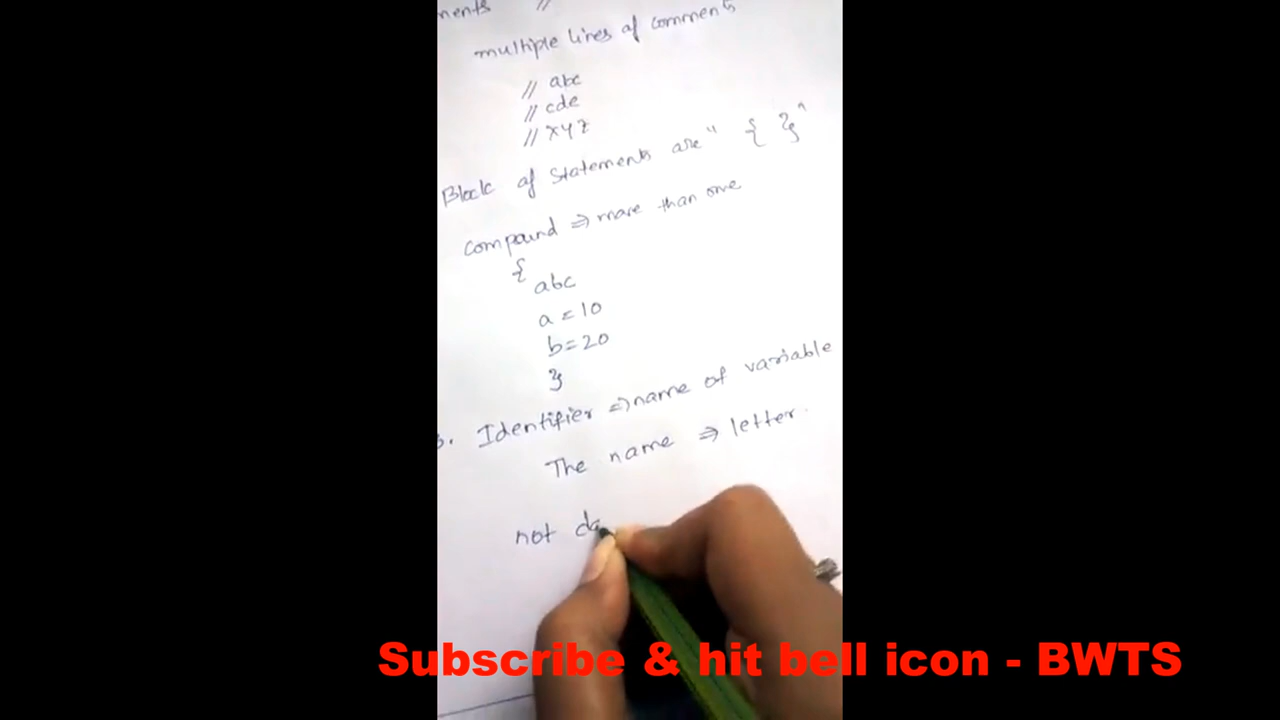 multiple lines of comments
// abc
// cde
// xyz
Block of statements are " { } "
compound => more than one
{
abc
a = 10
b = 20
}
3. Identifier => name of variable
The name => letter.
not
Subscribe & hit bell icon - BWTS